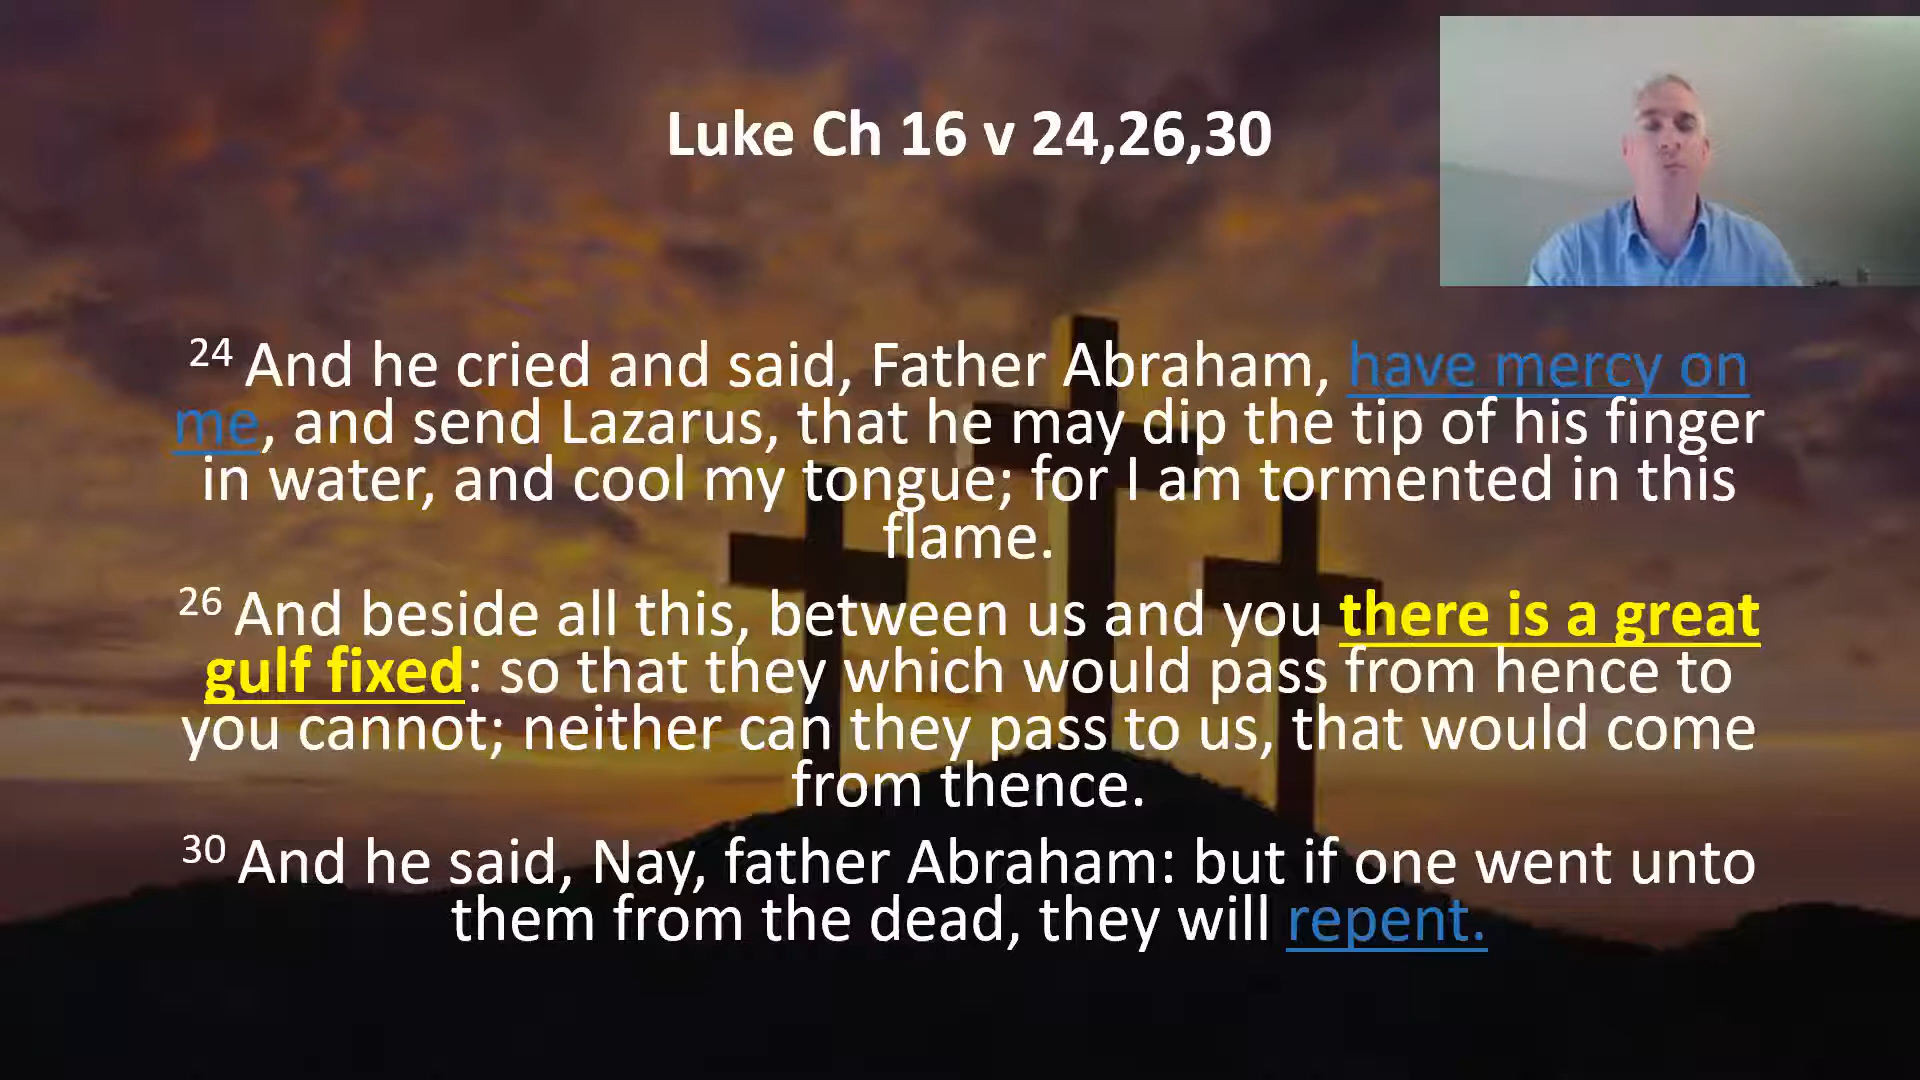 Luke Ch 16 v 24,26,30
24 And he cried and said, Father Abraham, have mercy on
me, and send Lazarus, that he may dip the tip of his finger
in water, and cool my tongue; for I am tormented in this
flame.
26 And beside all this, between us and you there is a great
gulf fixed: so that they which would pass from hence to
you cannot; neither can they pass to us, that would come
from thence.
30 And he said, Nay, father Abraham: but if one went unto
them from the dead, they will repent.